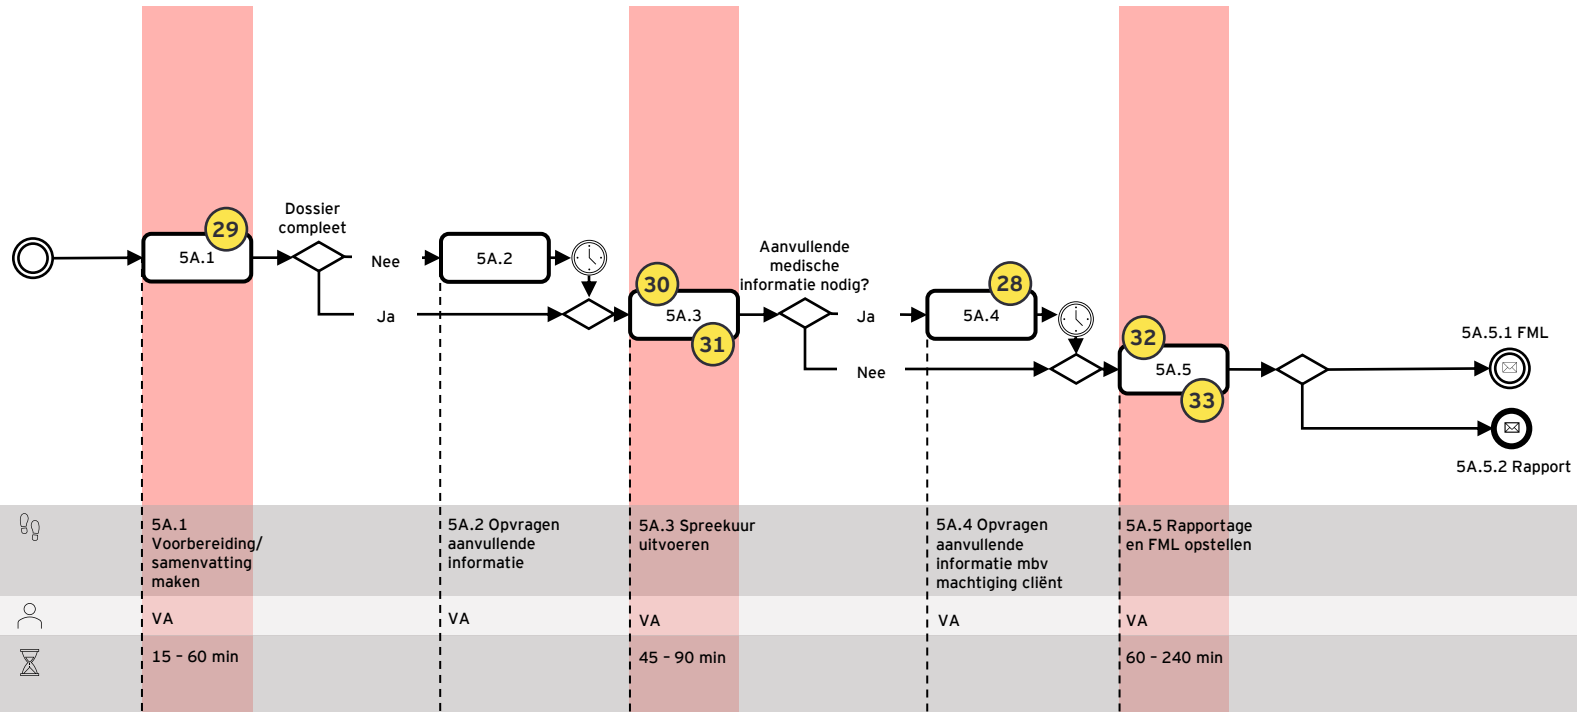 Dossier
compleet
29
5A.1
Nee
Ja
5A.2
30
5A.3
31
Aanvullende
medische
informatie nodig?
Ja
Nee
28
5A.4
32
5A.5
33
5A.5.1 FML
5A.5.2 Rapport
5A.1
Voorbereiding/
samenvatting
maken
5A.2 Opvragen
aanvullende
informatie
5A.3 Spreekuur
uitvoeren
5A.4 Opvragen
aanvullende
informatie mbv
machtiging cliënt
5A.5 Rapportage
en FML opstellen
VA
VA
VA
VA
VA
15 – 60 min
45 – 90 min
60 – 240 min